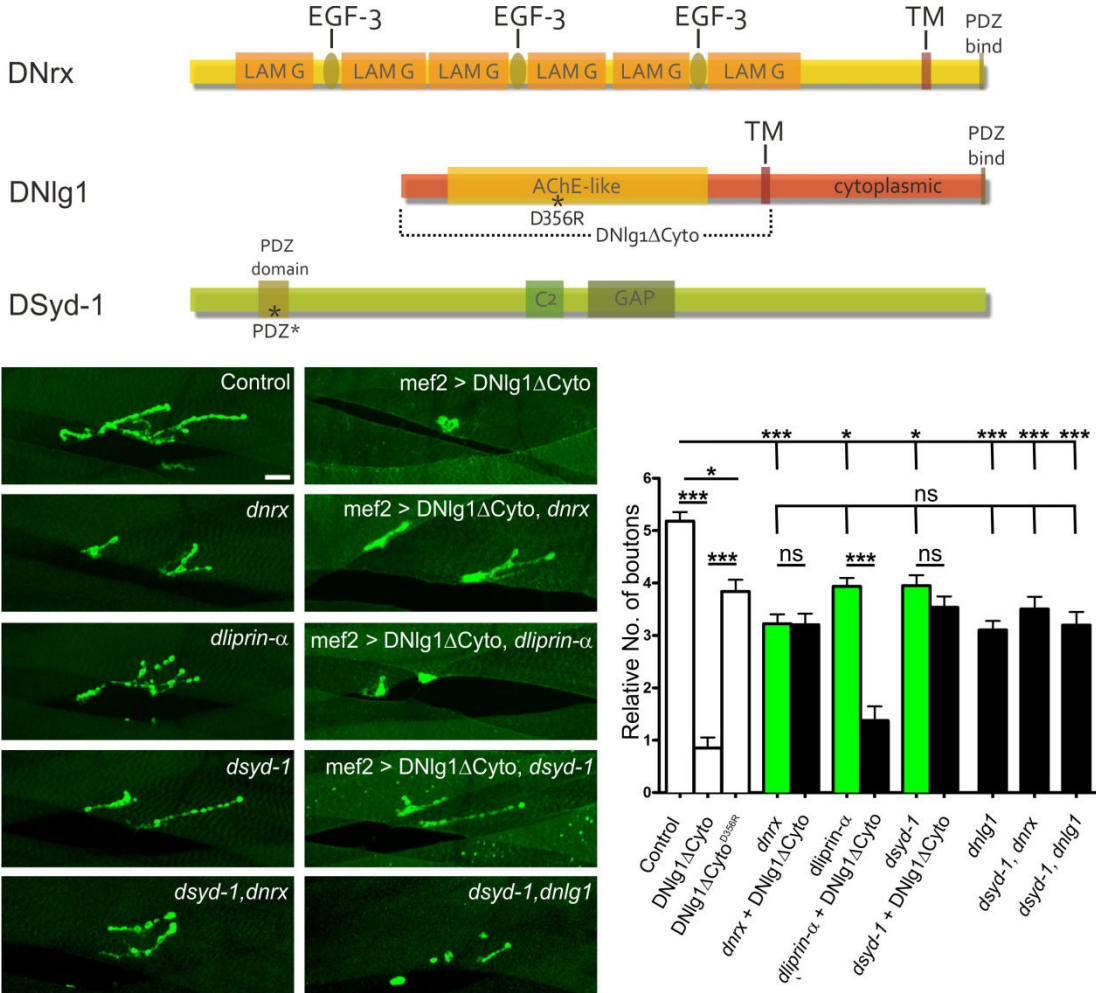 EGF-3 EGF-3 EGF-3 TM PDZ bind
DNrx LAM G LAM G LAM G LAM G LAM G LAM G
TM PDZ bind
DNlg1 AChE-like cytoplasmic
*
D356R
DNlg1ΔCyto
PDZ domain
DSyd-1 * C2 GAP
PDZ*
Control
mef2 > DNlg1ΔCyto
dnrx
mef2 > DNlg1ΔCyto, dnrx
dliprin-α
mef2 > DNlg1ΔCyto, dliprin-α
dsyd-1
mef2 > DNlg1ΔCyto, dsyd-1
dsyd-1,dnrx
dsyd-1,dnlg1
*** * * *** *** ***
*
***
ns
***
ns *** ns
Relative No. of boutons
6
5
4
3
2
1
0
Control
DNlg1ΔCyto
DNlg1ΔCyto^D356R
dnrx
dnrx + DNlg1ΔCyto
dliprin-α
dliprin-α + DNlg1ΔCyto
dsyd-1
dsyd-1 + DNlg1ΔCyto
dnlg1
dsyd-1, dnrx
dsyd-1, dnlg1